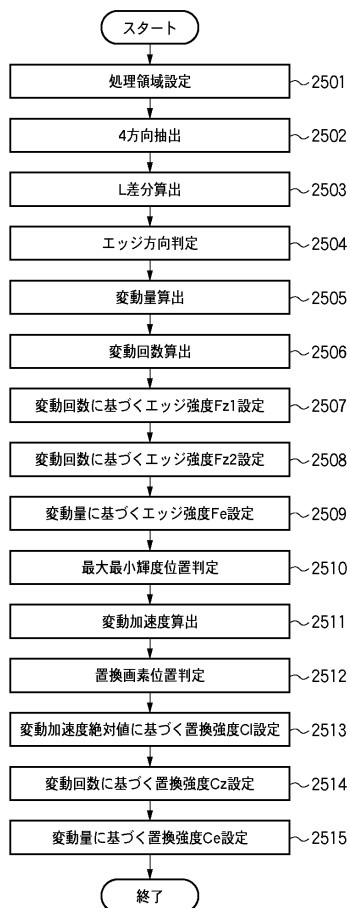 スタート
処理領域設定 2501
4方向抽出 2502
L差分算出 2503
エッジ方向判定 2504
変動量算出 2505
変動回数算出 2506
変動回数に基づくエッジ強度Fz1設定 2507
変動回数に基づくエッジ強度Fz2設定 2508
変動量に基づくエッジ強度Fe設定 2509
最大最小輝度位置判定 2510
変動加速度算出 2511
置換画素位置判定 2512
変動加速度絶対値に基づく置換強度Cl設定 2513
変動回数に基づく置換強度Cz設定 2514
変動量に基づく置換強度Ce設定 2515
終了